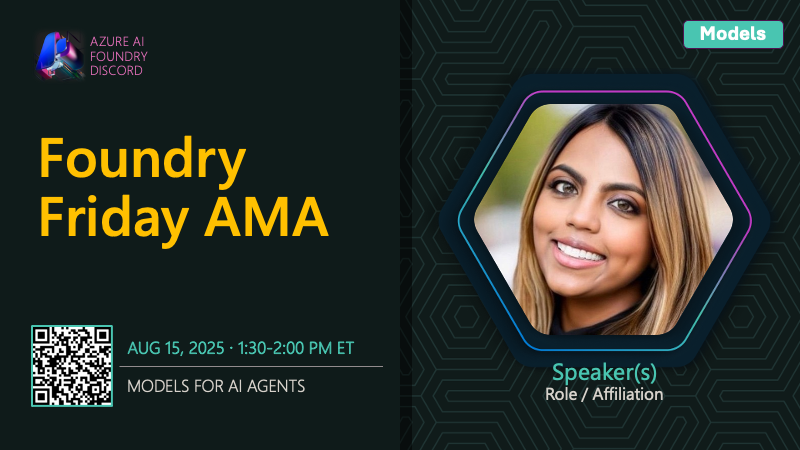 AZURE AI
FOUNDRY
DISCORD
Models
Foundry
Friday AMA
AUG 15, 2025 · 1:30-2:00 PM ET
MODELS FOR AI AGENTS
Speaker(s)
Role / Affiliation